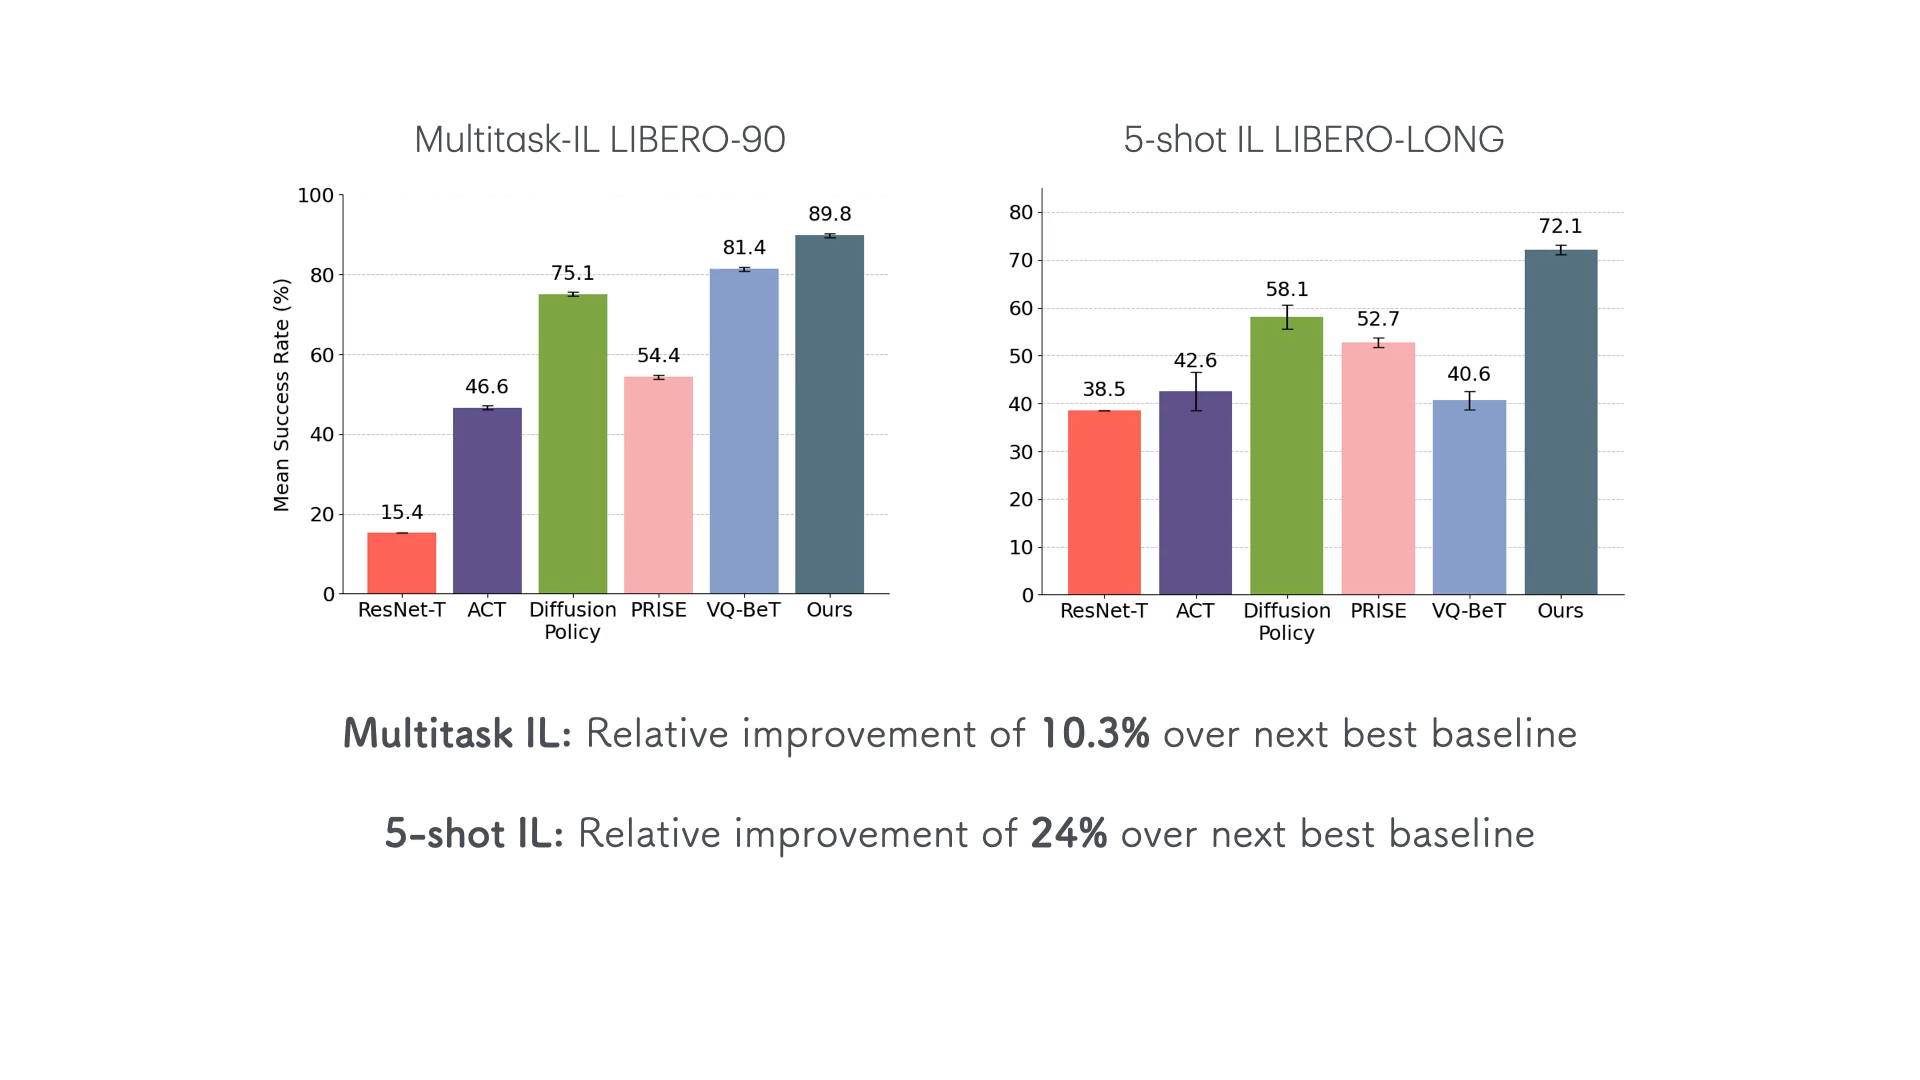 Multitask-IL LIBERO-90
Mean Success Rate (%)
100
80
60
40
20
0
15.4
46.6
75.1
54.4
81.4
89.8
ResNet-T
ACT
Diffusion
Policy
PRISE
VQ-BeT
Ours
5-shot IL LIBERO-LONG
80
70
60
50
40
30
20
10
0
38.5
42.6
58.1
52.7
40.6
72.1
ResNet-T
ACT
Diffusion
Policy
PRISE
VQ-BeT
Ours
Multitask IL: Relative improvement of 10.3% over next best baseline
5-shot IL: Relative improvement of 24% over next best baseline